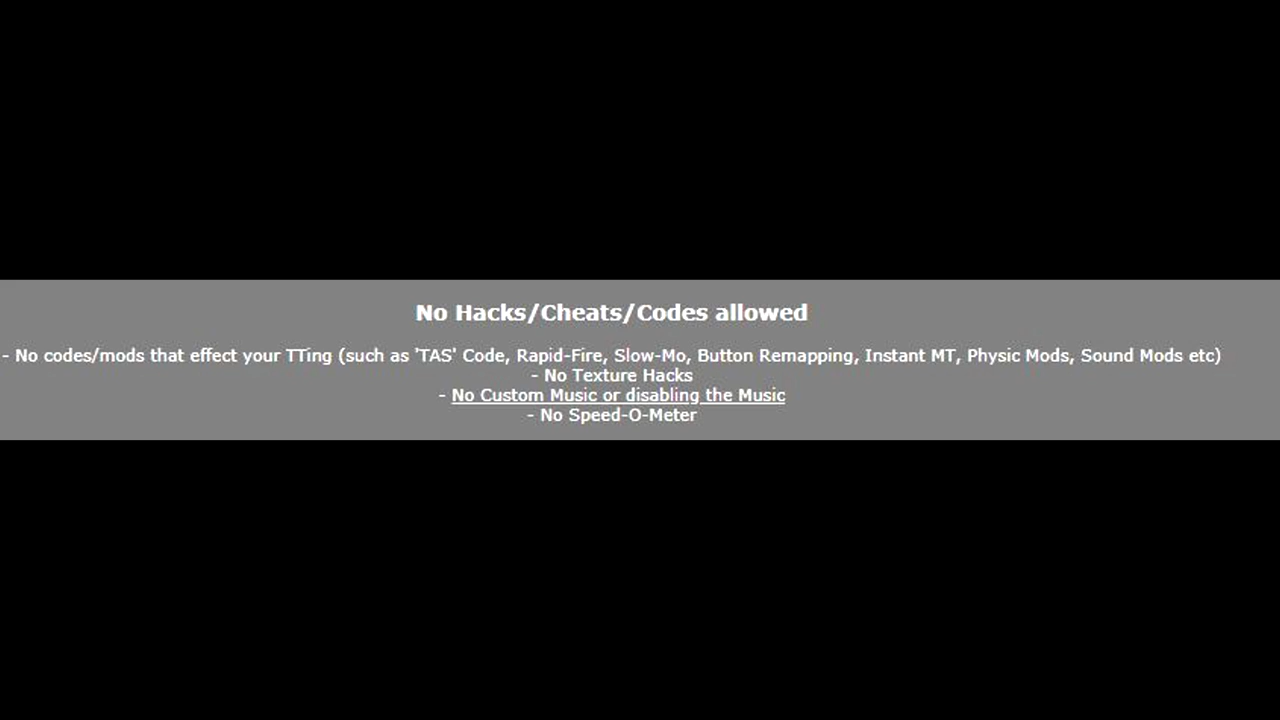 No Hacks/Cheats/Codes allowed
- No codes/mods that effect your TTing (such as 'TAS' Code, Rapid-Fire, Slow-Mo, Button Remapping, Instant MT, Physic Mods, Sound Mods etc)
- No Texture Hacks
- No Custom Music or disabling the Music
- No Speed-O-Meter